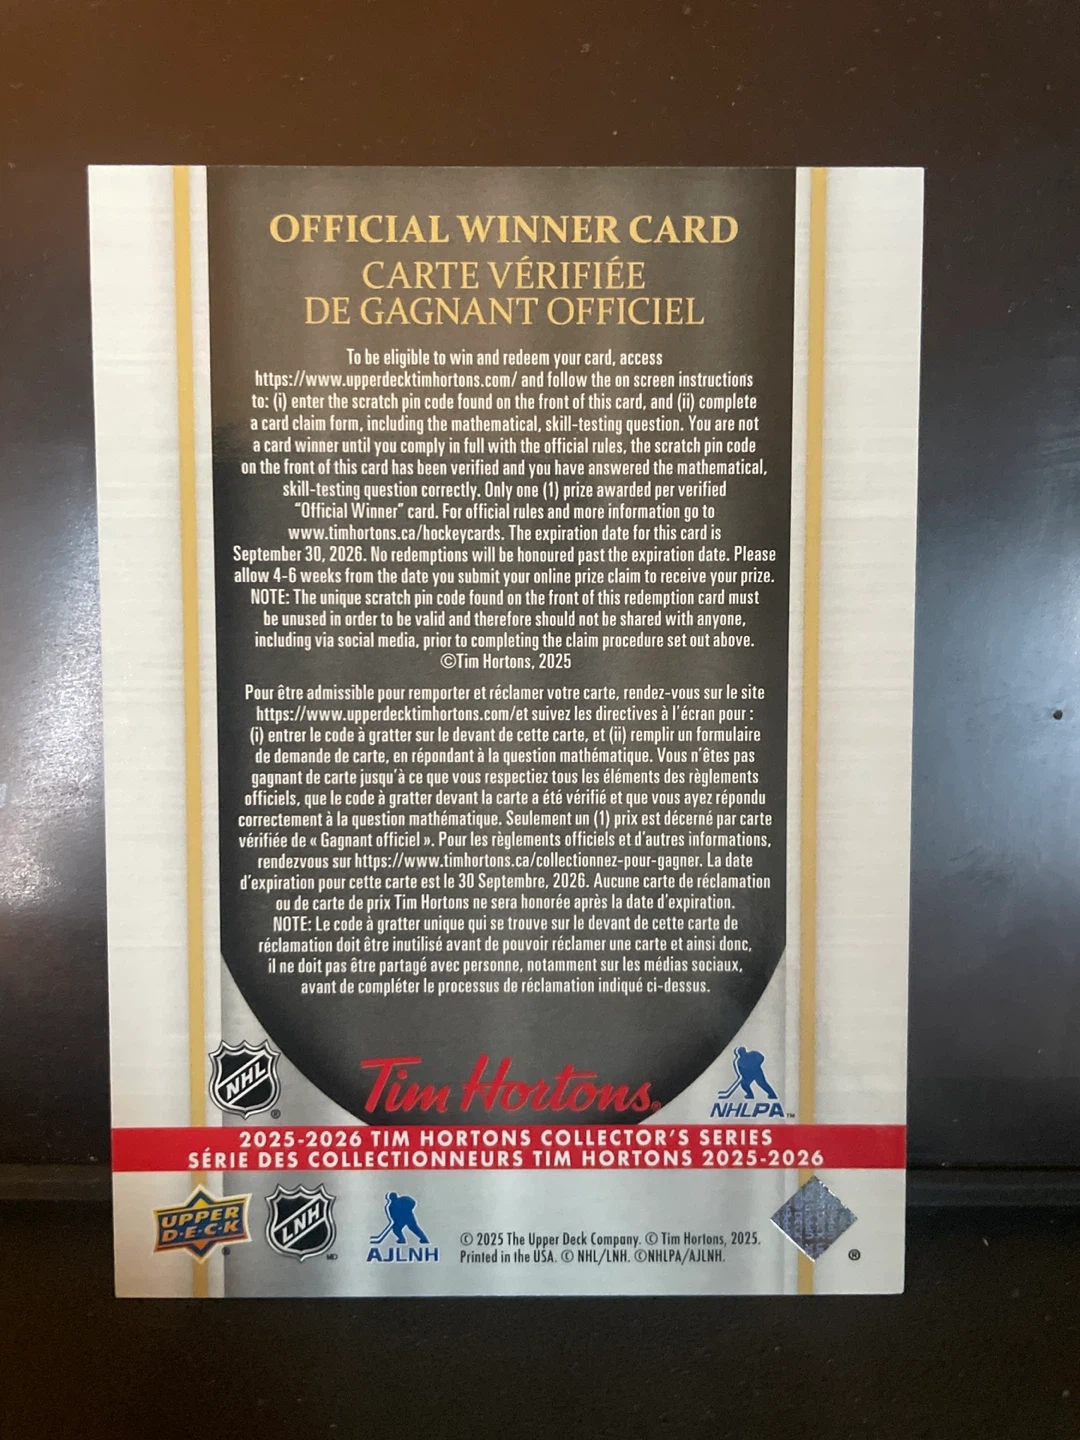 OFFICIAL WINNER CARD
CARTE VÉRIFIÉE
DE GAGNANT OFFICIEL
To be eligible to win and redeem your card, access
https://www.upperdecktimhortons.com/ and follow the on screen instructions
to: (i) enter the scratch pin code found on the front of this card, and (ii) complete
a card claim form, including the mathematical, skill-testing question. You are not
a card winner until you comply in full with the official rules, the scratch pin code
on the front of this card has been verified and you have answered the mathematical,
skill-testing question correctly. Only one (1) prize awarded per verified
"Official Winner" card. For official rules and more information go to
www.timhortons.ca/hockeycards. The expiration date for this card is
September 30, 2026. No redemptions will be honoured past the expiration date. Please
allow 4-6 weeks from the date you submit your online prize claim to receive your prize.
NOTE: The unique scratch pin code found on the front of this redemption card must
be unused in order to be valid and therefore should not be shared with anyone,
including via social media, prior to completing the claim procedure set out above.
©Tim Hortons, 2025
Pour être admissible pour remporter et réclamer votre carte, rendez-vous sur le site
https://www.upperdecktimhortons.com/et suivez les directives à l'écran pour :
(i) entrer le code à gratter sur le devant de cette carte, et (ii) remplir un formulaire
de demande de carte, en répondant à la question mathématique. Vous n'êtes pas
gagnant de carte jusqu'à ce que vous respectiez tous les éléments des règlements
officiels, que le code à gratter devant la carte a été vérifié et que vous ayez répondu
correctement à la question mathématique. Seulement un (1) prix est décerné par carte
vérifiée de « Gagnant officiel ». Pour les règlements officiels et d'autres informations,
rendezvous sur https://www.timhortons.ca/collectionnez-pour-gagner. La date
d'expiration pour cette carte est le 30 Septembre, 2026. Aucune carte de réclamation
ou de carte de prix Tim Hortons ne sera honorée après la date d'expiration.
NOTE: Le code à gratter unique qui se trouve sur le devant de cette carte de
réclamation doit être inutilisé avant de pouvoir réclamer une carte et ainsi donc,
il ne doit pas être partagé avec personne, notamment sur les médias sociaux,
avant de compléter le processus de réclamation indiqué ci-dessus.
NHL ® Tim Hortons® NHLPA™
2025-2026 TIM HORTONS COLLECTOR'S SERIES
SÉRIE DES COLLECTIONNEURS TIM HORTONS 2025-2026
UPPER DECK ® LNH MD AJLNH
© 2025 The Upper Deck Company. © Tim Hortons, 2025.
Printed in the USA. © NHL/LNH. ©NHLPA/AJLNH.
®